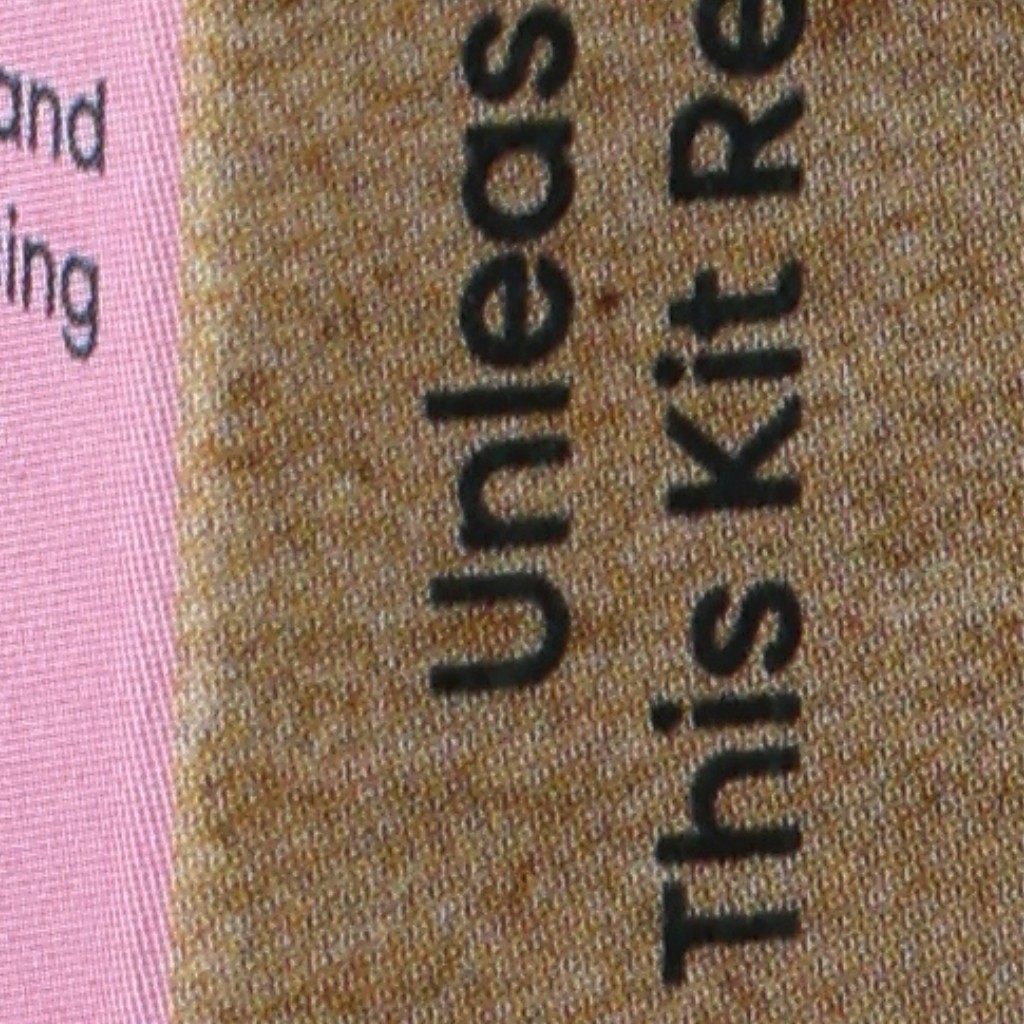 and
ing
Unleas
This Kit Re